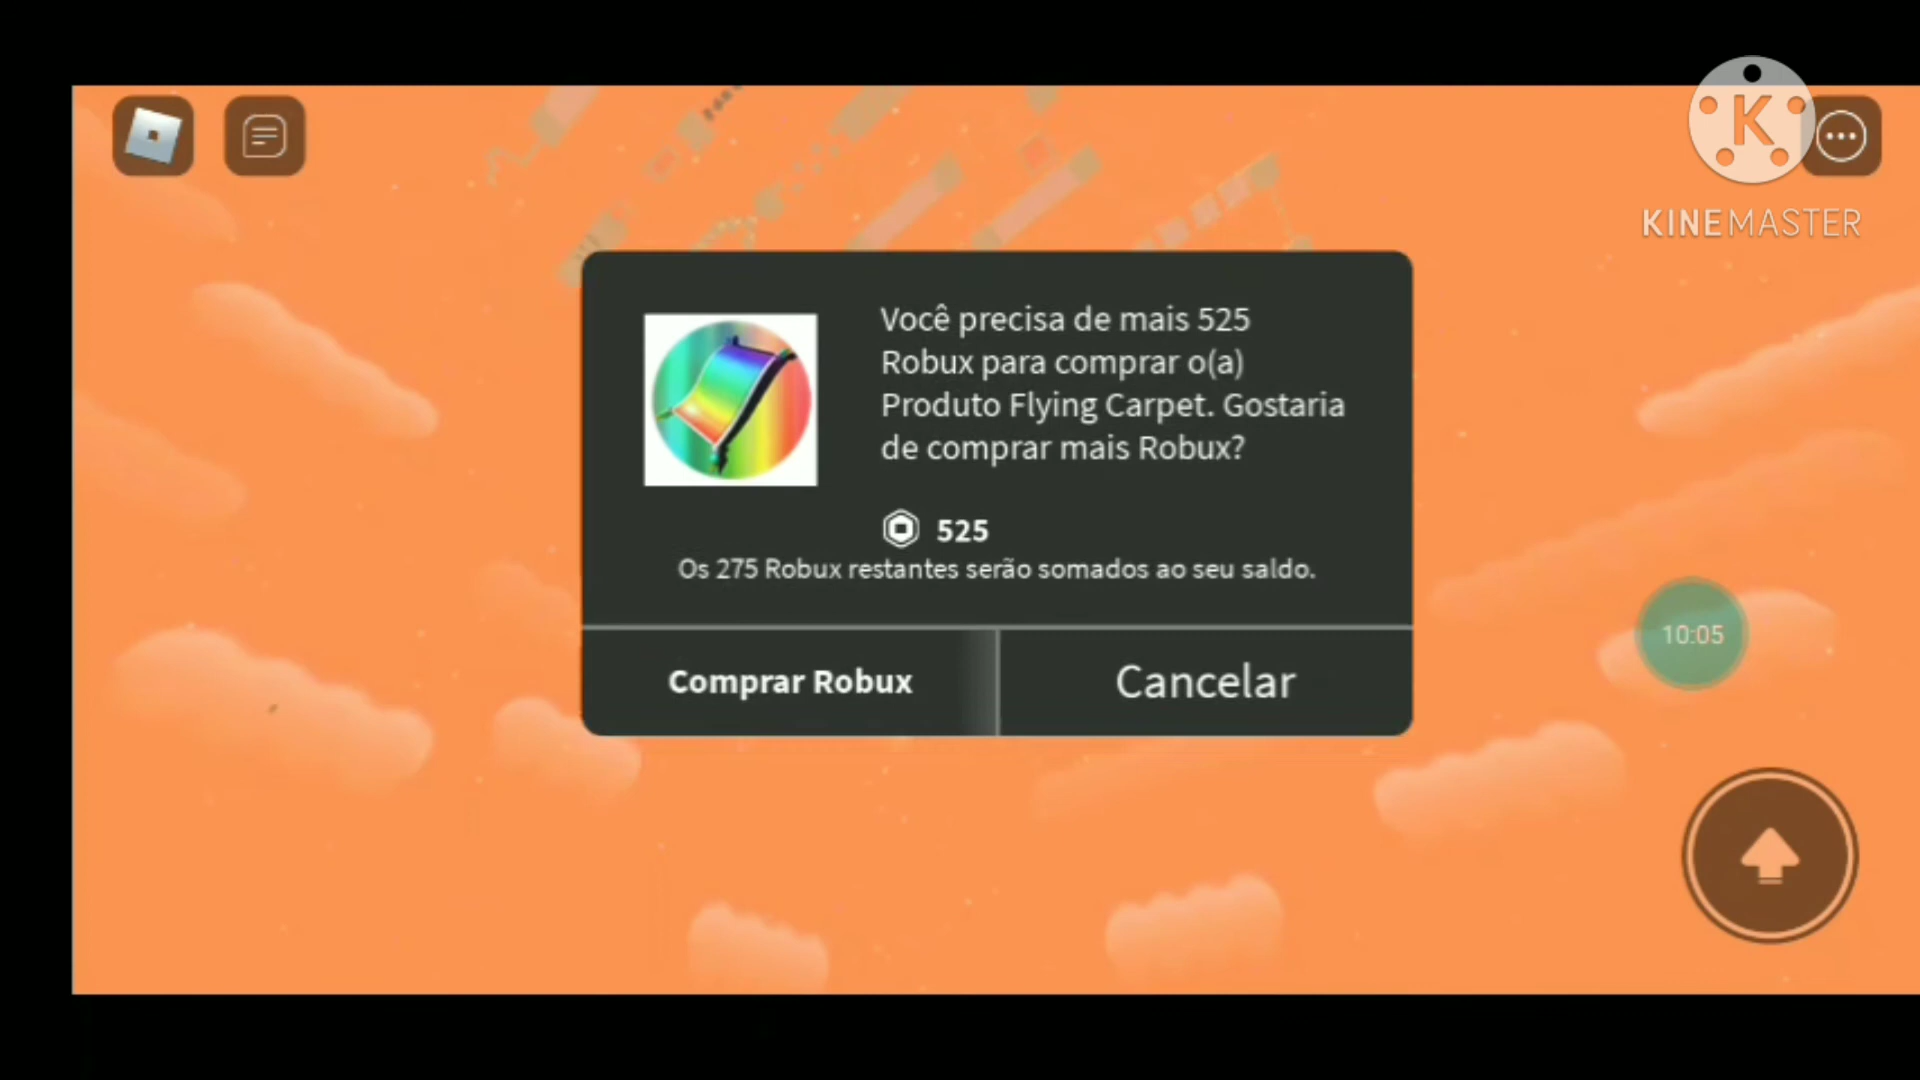 K
KINEMASTER
Você precisa de mais 525
Robux para comprar o(a)
Produto Flying Carpet. Gostaria
de comprar mais Robux?
525
Os 275 Robux restantes serão somados ao seu saldo.
10:05
Comprar Robux
Cancelar